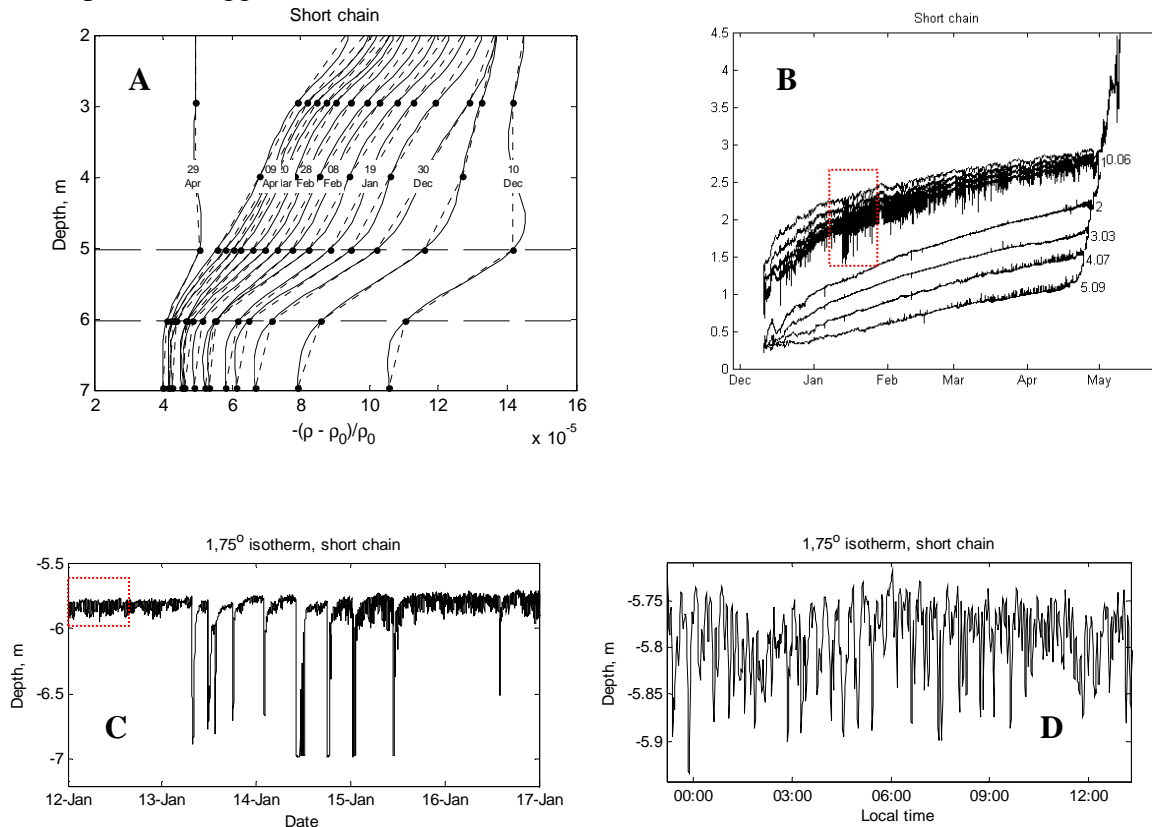 Short chain
A
2
3
4
5
6
7
Depth, m
29 Apr
09 Apr
28 Feb
08 Feb
19 Jan
30 Dec
10 Dec
2 4 6 8 10 12 14 16
-(ρ - ρ0)/ρ0
x 10-5
Short chain
B
4.5
4
3.5
3
2.5
2
1.5
1
0.5
0
0.06
1
2
3.03
4.07
5.09
Dec Jan Feb Mar Apr May
1,75o isotherm, short chain
C
-5.5
-6
-6.5
-7
Depth, m
12-Jan 13-Jan 14-Jan 15-Jan 16-Jan 17-Jan
Date
1,75o isotherm, short chain
D
-5.75
-5.8
-5.85
-5.9
Depth, m
00:00 03:00 06:00 09:00 12:00
Local time